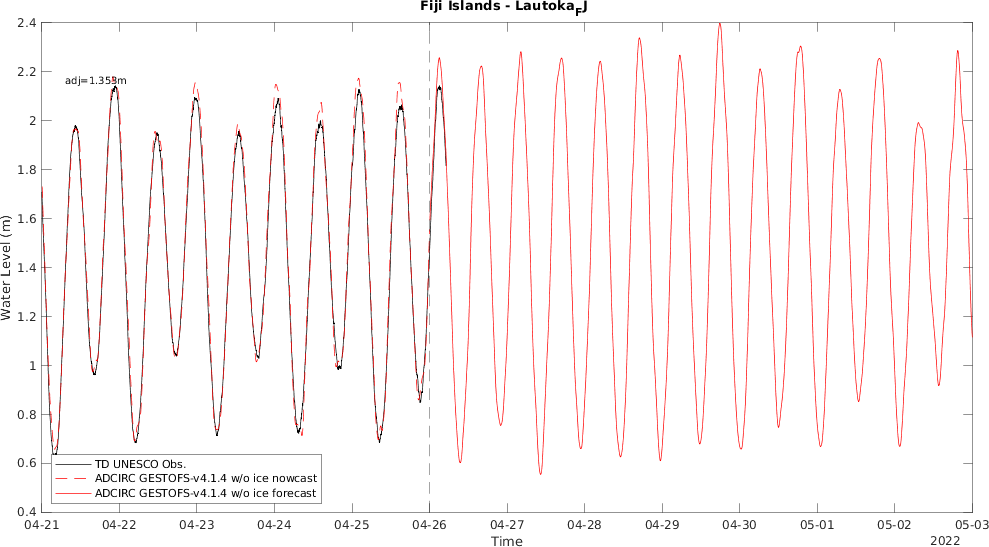 Fiji Islands - Lautoka_FJ
2.4
2.2
adj=1.353m
2
1.8
1.6
1.4
1.2
1
0.8
0.6
0.4
Water Level (m)
TD UNESCO Obs.
ADCIRC GESTOFS-v4.1.4 w/o ice nowcast
ADCIRC GESTOFS-v4.1.4 w/o ice forecast
04-21 04-22 04-23 04-24 04-25 04-26 04-27 04-28 04-29 04-30 05-01 05-02 05-03
Time
2022